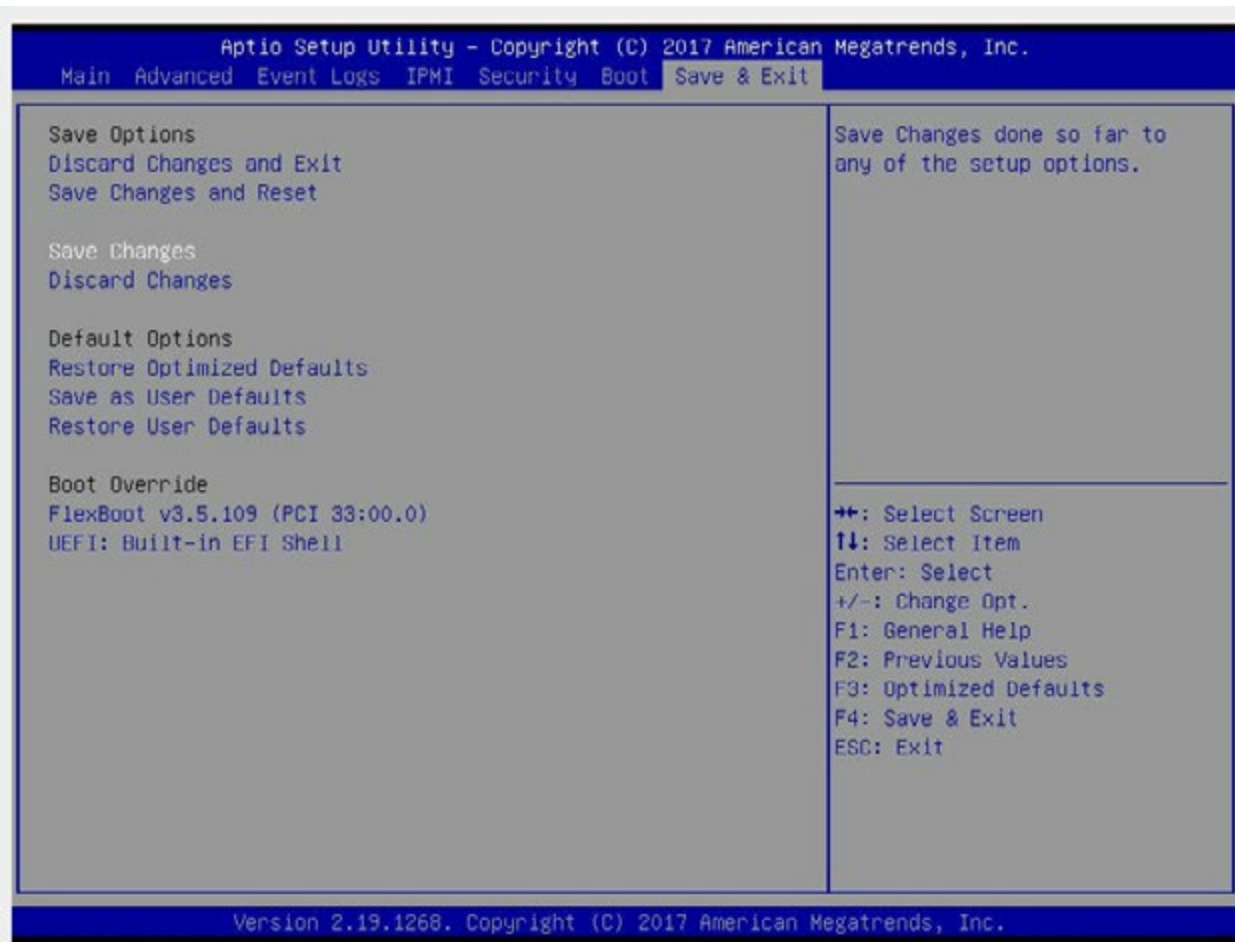 Aptio Setup Utility – Copyright (C) 2017 American Megatrends, Inc.
Main Advanced Event Logs IPMI Security Boot Save & Exit
Save Options
Discard Changes and Exit
Save Changes and Reset
Save Changes
Discard Changes
Default Options
Restore Optimized Defaults
Save as User Defaults
Restore User Defaults
Boot Override
FlexBoot v3.5.109 (PCI 33:00.0)
UEFI: Built-in EFI Shell
Save Changes done so far to
any of the setup options.
→←: Select Screen
↑↓: Select Item
Enter: Select
+/-: Change Opt.
F1: General Help
F2: Previous Values
F3: Optimized Defaults
F4: Save & Exit
ESC: Exit
Version 2.19.1268. Copyright (C) 2017 American Megatrends, Inc.